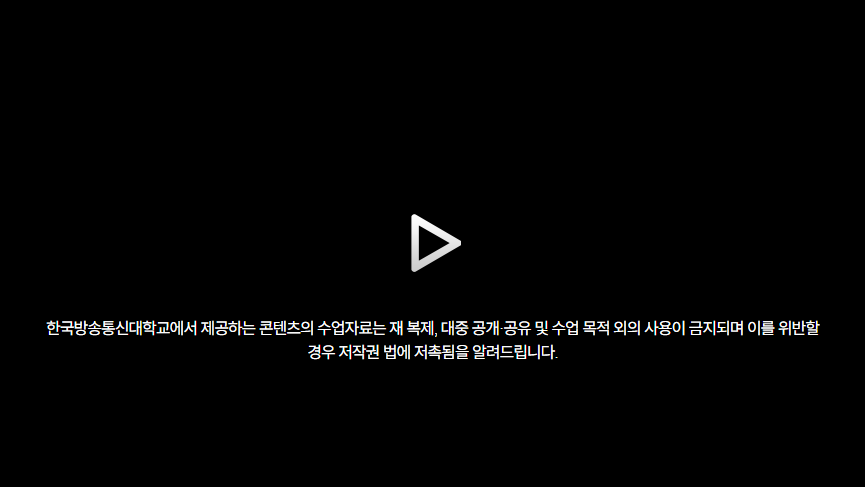 한국방송통신대학교에서 제공하는 콘텐츠의 수업자료는 재 복제, 대중 공개·공유 및 수업 목적 외의 사용이 금지되며 이를 위반할
경우 저작권 법에 저촉됨을 알려드립니다.